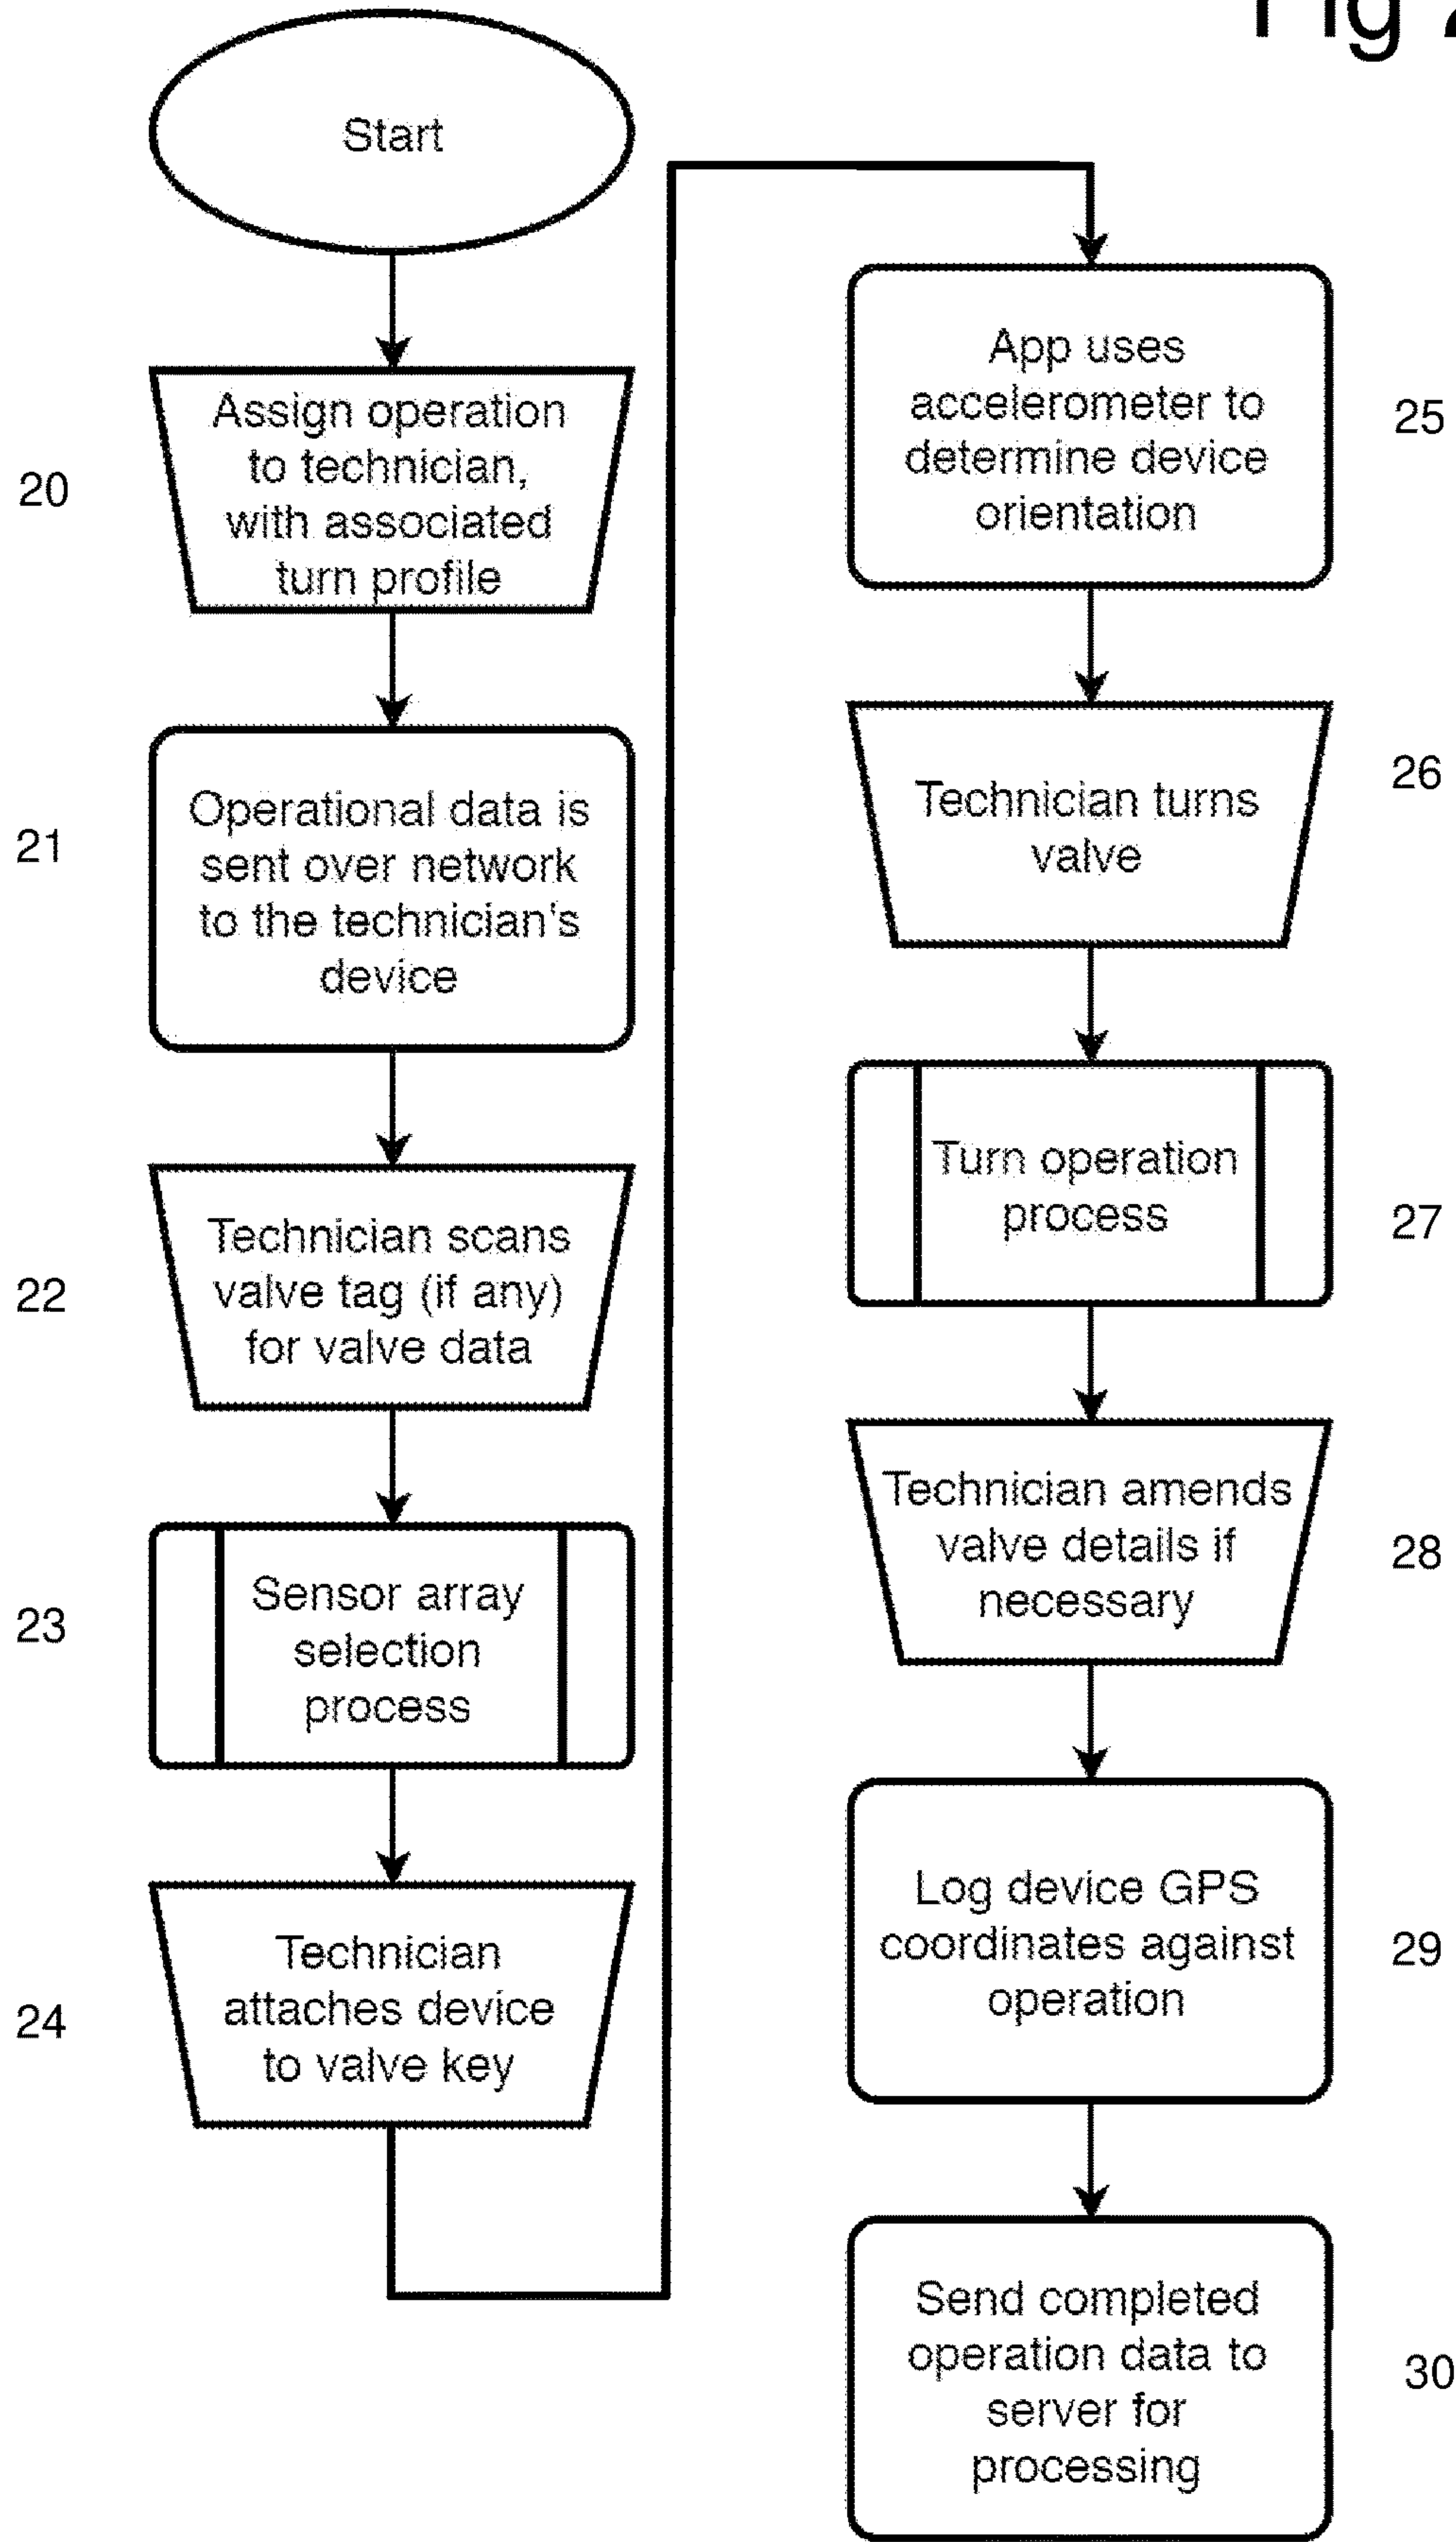 Fig 2
Start
20
Assign operation
to technician,
with associated
turn profile
21
Operational data is
sent over network
to the technician's
device
22
Technician scans
valve tag (if any)
for valve data
23
Sensor array
selection
process
24
Technician
attaches device
to valve key
App uses
accelerometer to
determine device
orientation
25
Technician turns
valve
26
Turn operation
process
27
Technician amends
valve details if
necessary
28
Log device GPS
coordinates against
operation
29
Send completed
operation data to
server for
processing
30